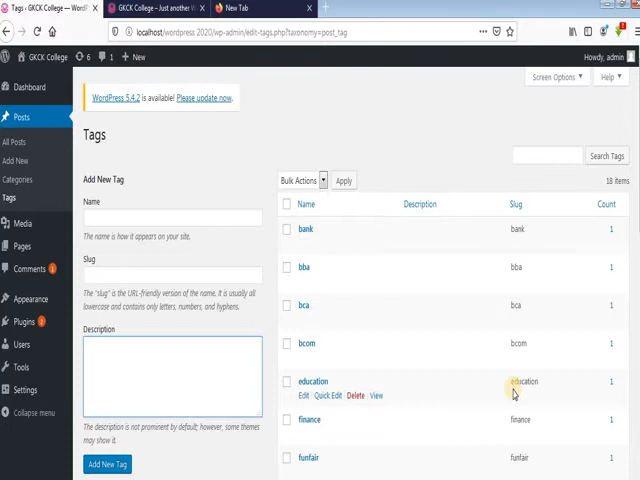 Tags ‹ GKCK College — WordP
GKCK College – Just another W
New Tab
localhost/wordpress 2020/wp-admin/edit-tags.php?taxonomy=post_tag
GKCK College
6
1
New
Howdy, admin
Dashboard
Screen Options
Help
Posts
WordPress 5.4.2 is available! Please update now.
All Posts
Tags
Add New
Search Tags
Categories
Add New Tag
Bulk Actions
Apply
18 items
Tags
Name
Name
Description
Slug
Count
Media
bank
bank
1
Pages
The name is how it appears on your site.
Comments 1
Slug
bba
bba
1
Appearance
The "slug" is the URL-friendly version of the name. It is usually all
lowercase and contains only letters, numbers, and hyphens.
bca
bca
1
Plugins 2
Description
Users
bcom
bcom
1
Tools
Settings
education
education
1
Edit | Quick Edit | Delete | View
Collapse menu
finance
finance
1
The description is not prominent by default; however, some themes
may show it.
funfair
funfair
1
Add New Tag